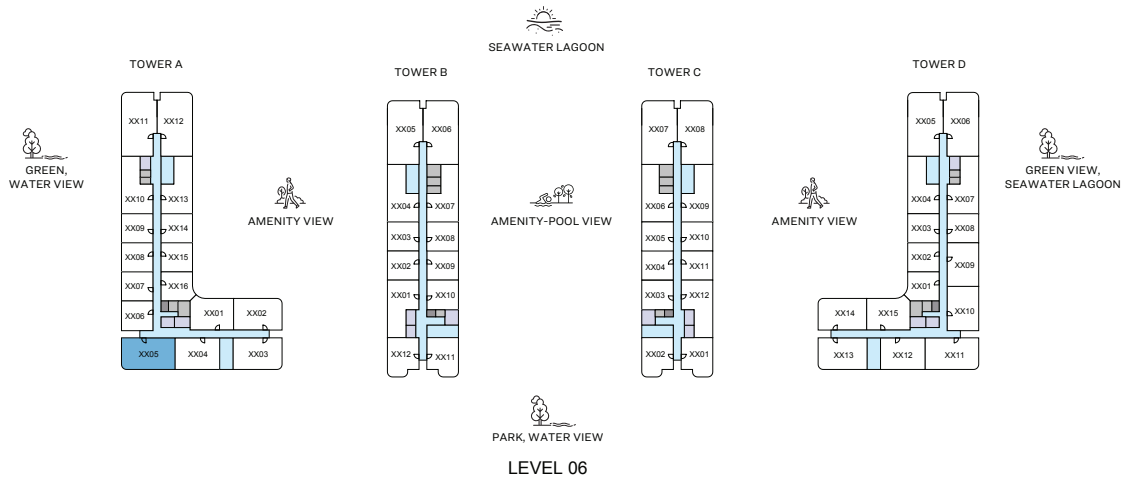 SEAWATER LAGOON
TOWER A
TOWER B
TOWER C
TOWER D
GREEN,
WATER VIEW
AMENITY VIEW
AMENITY-POOL VIEW
AMENITY VIEW
GREEN VIEW,
SEAWATER LAGOON
XX11 XX12
XX10 XX13
XX09 XX14
XX08 XX15
XX07 XX16
XX06 XX01 XX02
XX05 XX04 XX03
XX05 XX06
XX04 XX07
XX03 XX08
XX02 XX09
XX01 XX10
XX12 XX11
XX07 XX08
XX06 XX09
XX05 XX10
XX04 XX11
XX03 XX12
XX02 XX01
XX05 XX06
XX04 XX07
XX03 XX08
XX02 XX09
XX01
XX14 XX15 XX10
XX13 XX12 XX11
PARK, WATER VIEW
LEVEL 06